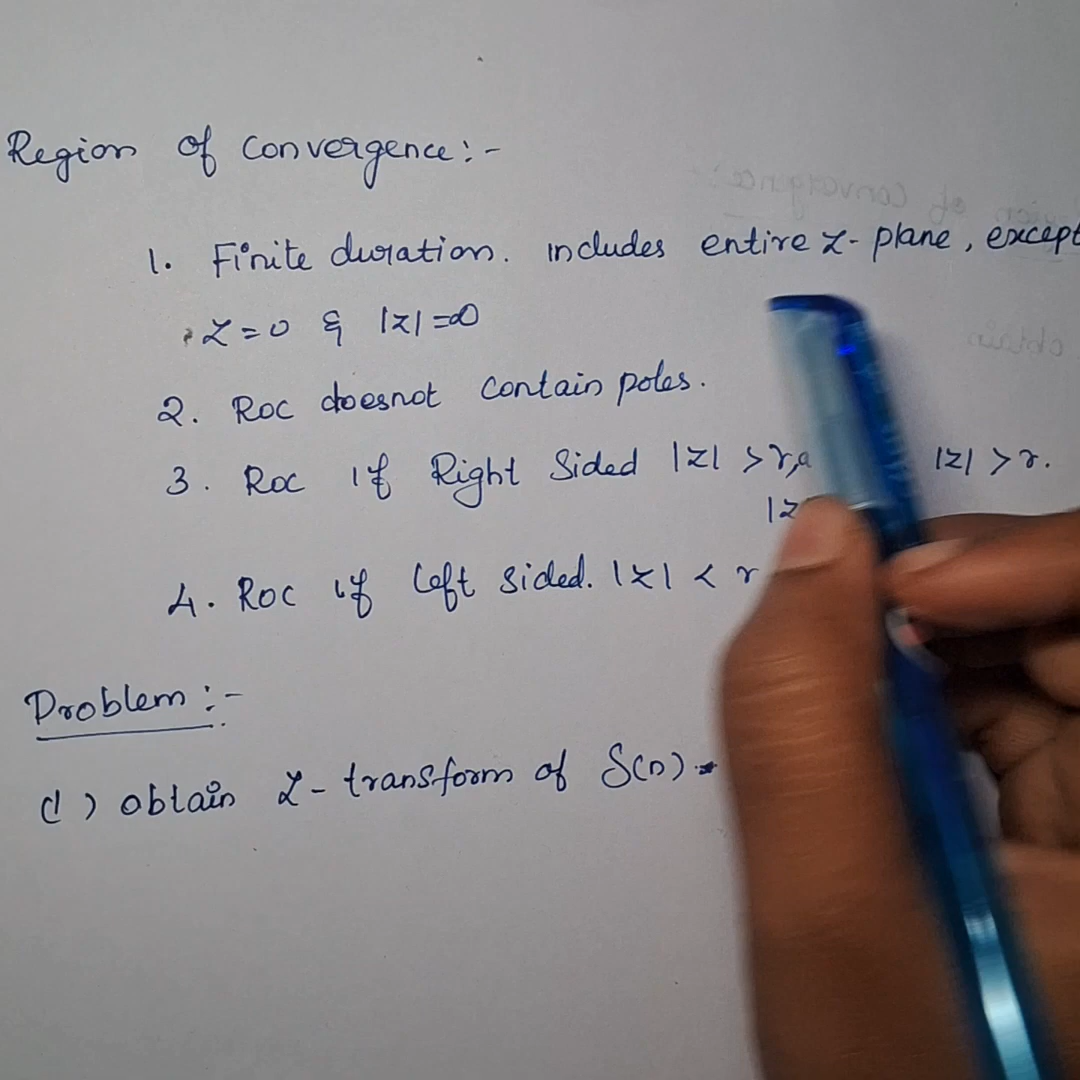 Region of convergence:-
1. Finite duration. includes entire z-plane, except
z=0 & |z|=∞
2. Roc doesnot contain poles.
3. Roc if Right sided |z| >r,a |z| >r.
|z
4. Roc if left sided. |z| < r
Problem:-
(1) obtain z-transform of δ(n).